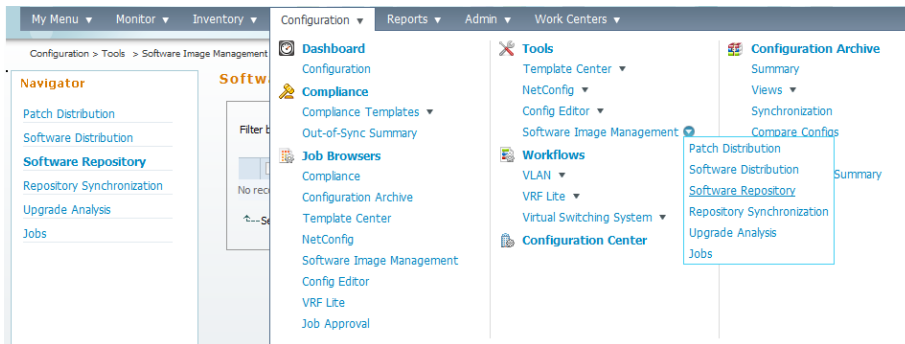 My Menu ▼ Monitor ▼ Inventory ▼ Configuration ▼ Reports ▼ Admin ▼ Work Centers ▼
Configuration > Tools > Software Image Management
Navigator
Patch Distribution
Software Distribution
Software Repository
Repository Synchronization
Upgrade Analysis
Jobs
Softw
Filter b
No rec
Se
Dashboard
Configuration
Compliance
Compliance Templates ▼
Out-of-Sync Summary
Job Browsers
Compliance
Configuration Archive
Template Center
NetConfig
Software Image Management
Config Editor
VRF Lite
Job Approval
Tools
Template Center ▼
NetConfig ▼
Config Editor ▼
Software Image Management
Workflows
VLAN ▼
VRF Lite ▼
Virtual Switching System ▼
Configuration Center
Patch Distribution
Software Distribution
Software Repository
Repository Synchronization
Upgrade Analysis
Jobs
Configuration Archive
Summary
Views ▼
Synchronization
Compare Configs
Summary